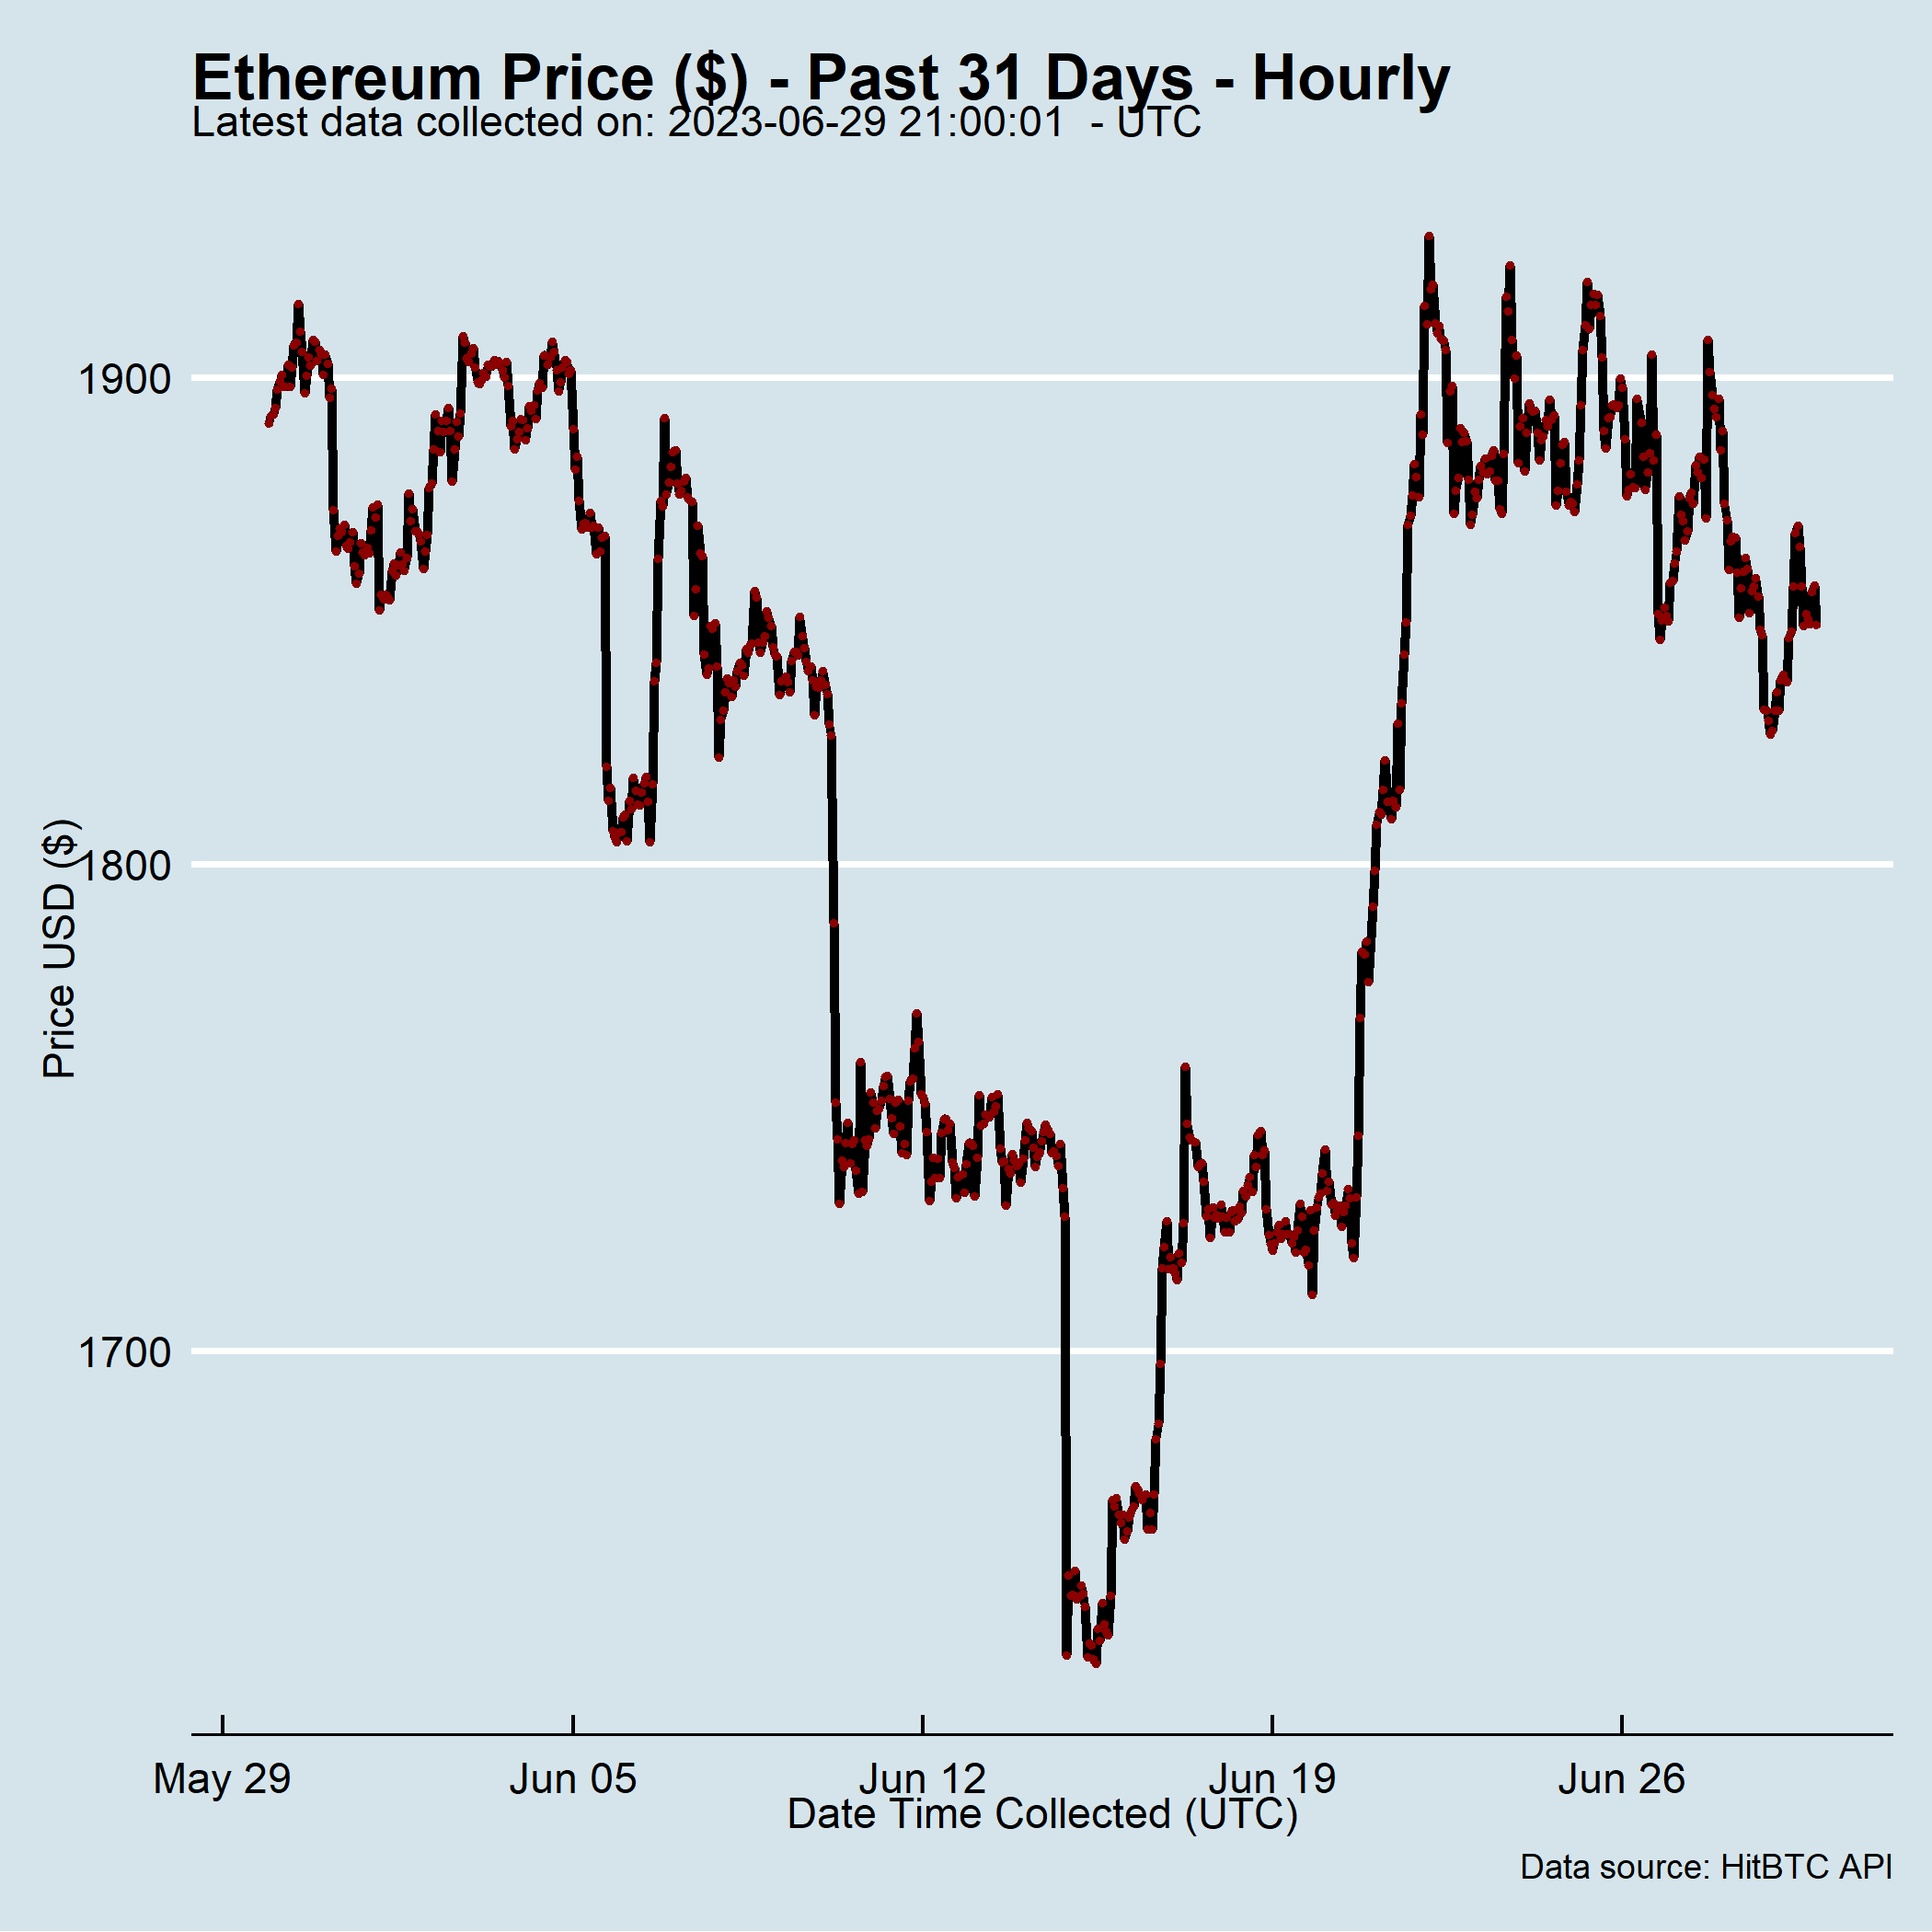 Ethereum Price ($) - Past 31 Days - Hourly
Latest data collected on: 2023-06-29 21:00:01  - UTC
1900
1800
1700
Price USD ($)
May 29
Jun 05
Jun 12
Jun 19
Jun 26
Date Time Collected (UTC)
Data source: HitBTC API